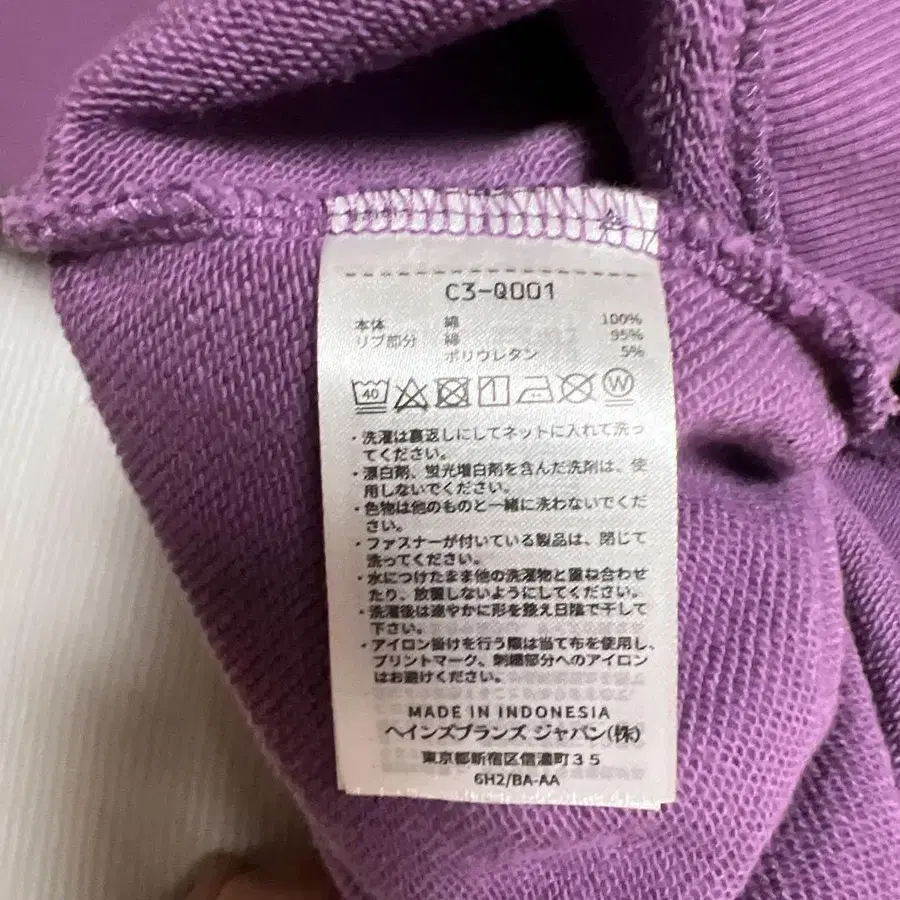 C3-Q001
本体 綿 100%
リブ部分 綿 95%
ポリウレタン 5%
40 W
・洗濯は裏返しにしてネットに入れて洗っ
てください。
・漂白剤、蛍光増白剤を含んだ洗剤は、使
用しないでください。
・色物は他のものと一緒に洗わないでくだ
さい。
・ファスナーが付いている製品は、閉じて
洗ってください。
・水につけたまま他の洗濯物と重ね合わせ
たり、放置しないようにしてください。
・洗濯後は速やかに形を整え日陰で干して
下さい。
・アイロン掛けを行う際は当て布を使用し、
プリントマーク、刺繍部分へのアイロン
はお避けください。
MADE IN INDONESIA
ヘインズブランズ ジャパン(株)
東京都新宿区信濃町35
6H2/BA-AA